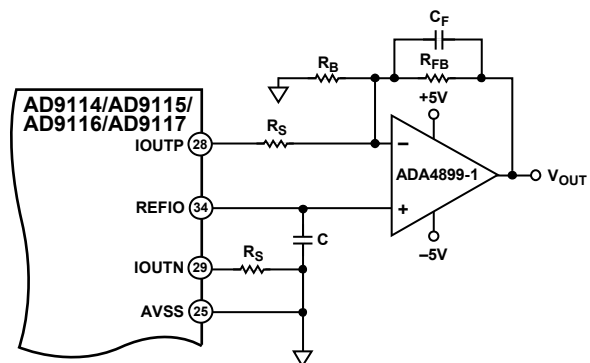 C_F
R_B
R_FB
AD9114/AD9115/
AD9116/AD9117
+5V
IOUTP 28
R_S
–
ADA4899-1
V_OUT
REFIO 34
+
C
–5V
IOUTN 29
R_S
AVSS 25